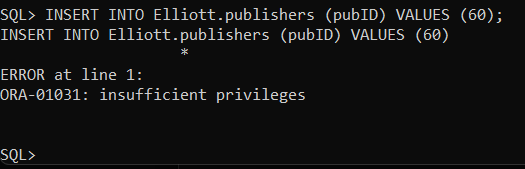 SQL> INSERT INTO Elliott.publishers (pubID) VALUES (60);
INSERT INTO Elliott.publishers (pubID) VALUES (60)
                    *
ERROR at line 1:
ORA-01031: insufficient privileges
SQL>